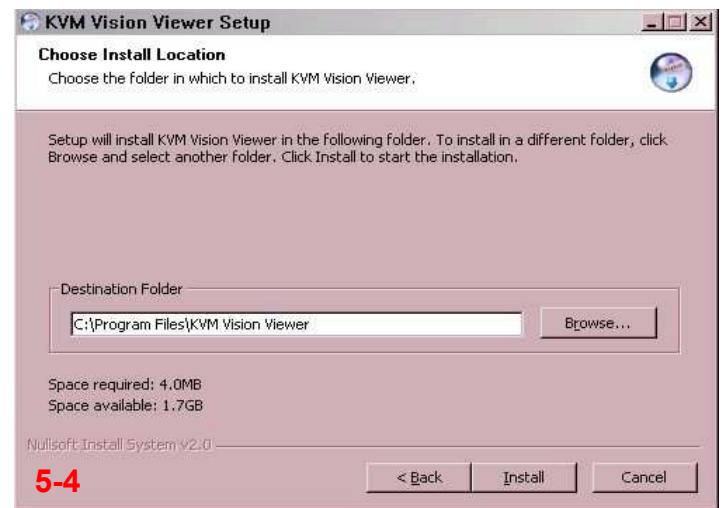 KVM Vision Viewer Setup
Choose Install Location
Choose the folder in which to install KVM Vision Viewer.
Setup will install KVM Vision Viewer in the following folder. To install in a different folder, click
Browse and select another folder. Click Install to start the installation.
Destination Folder
C:\Program Files\KVM Vision Viewer
Browse...
Space required: 4.0MB
Space available: 1.7GB
Nullsoft Install System v2.0
5-4
< Back
Install
Cancel